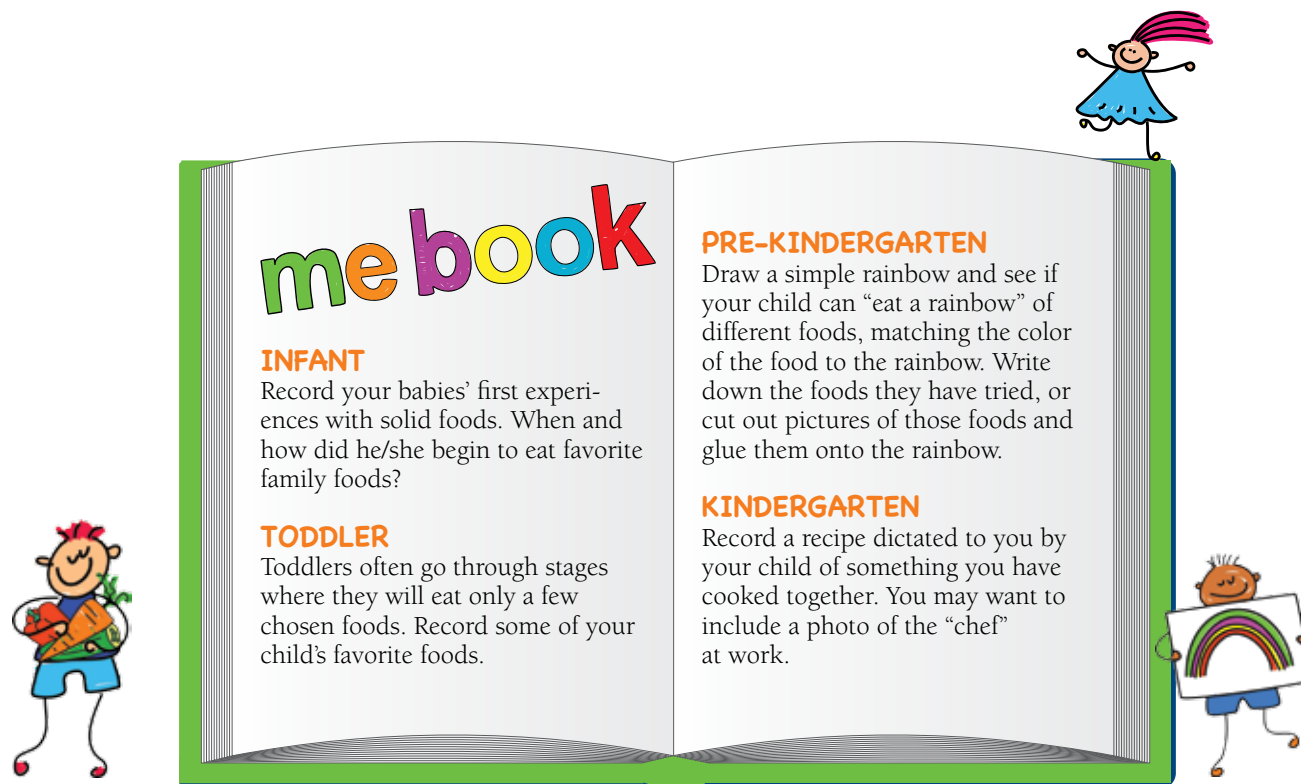 me book
INFANT
Record your babies’ first experi-
ences with solid foods. When and
how did he/she begin to eat favorite
family foods?
TODDLER
Toddlers often go through stages
where they will eat only a few
chosen foods. Record some of your
child’s favorite foods.
PRE-KINDERGARTEN
Draw a simple rainbow and see if
your child can “eat a rainbow” of
different foods, matching the color
of the food to the rainbow. Write
down the foods they have tried, or
cut out pictures of those foods and
glue them onto the rainbow.
KINDERGARTEN
Record a recipe dictated to you by
your child of something you have
cooked together. You may want to
include a photo of the “chef”
at work.